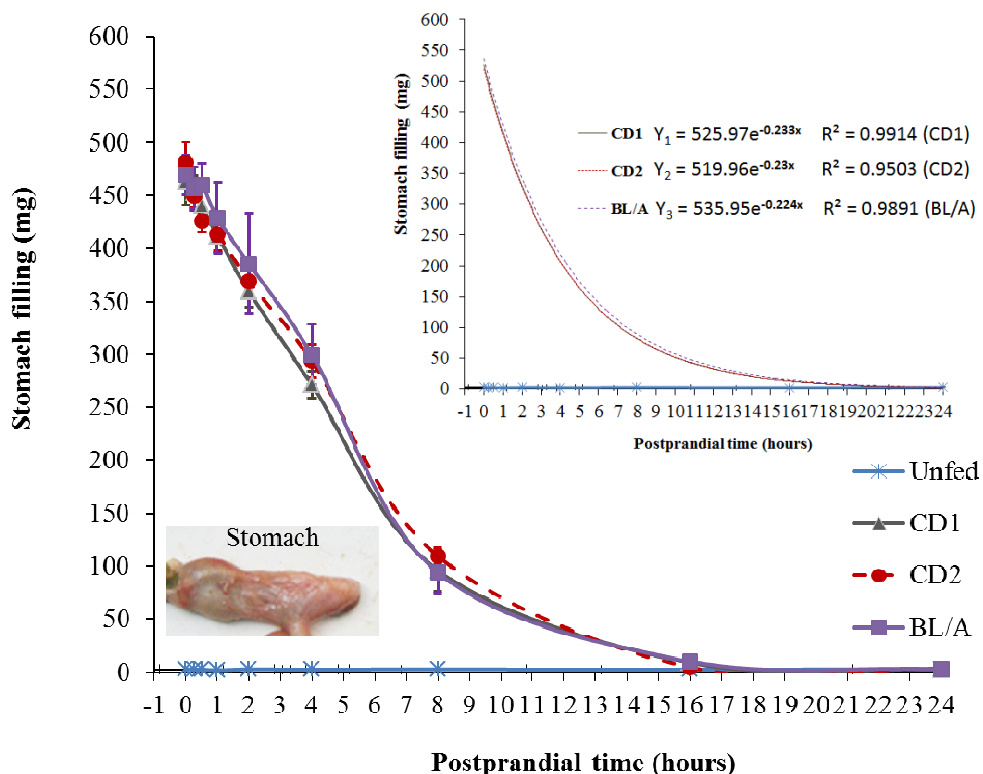 600
550
500
450
400
350
300
250
200
150
100
50
0
Stomach filling (mg)
-1 0 1 2 3 4 5 6 7 8 9 10 11 12 13 14 15 16 17 18 19 20 21 22 23 24
Postprandial time (hours)
Stomach
600
550
500
450
400
350
300
250
200
150
100
50
0
Stomach filling (mg)
CD1 Y₁ = 525.97e^-0.233x R² = 0.9914 (CD1)
CD2 Y₂ = 519.96e^-0.23x R² = 0.9503 (CD2)
BL/A Y₃ = 535.95e^-0.224x R² = 0.9891 (BL/A)
-1 0 1 2 3 4 5 6 7 8 9 10 11 12 13 14 15 16 17 18 19 20 21 22 23 24
Postprandial time (hours)
Unfed
CD1
CD2
BL/A